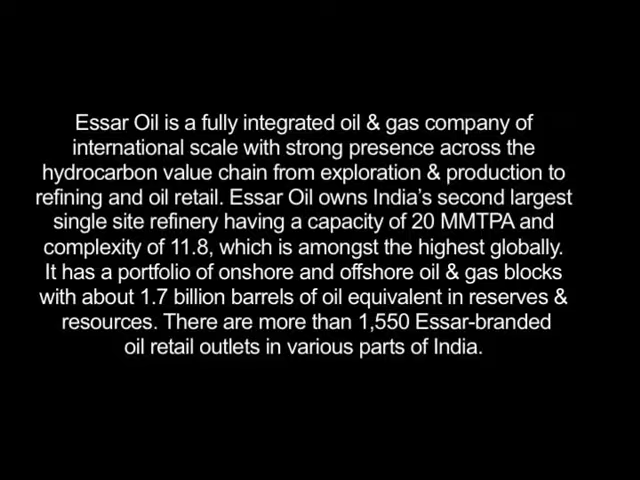 Essar Oil is a fully integrated oil & gas company of
international scale with strong presence across the
hydrocarbon value chain from exploration & production to
refining and oil retail. Essar Oil owns India’s second largest
single site refinery having a capacity of 20 MMTPA and
complexity of 11.8, which is amongst the highest globally.
It has a portfolio of onshore and offshore oil & gas blocks
with about 1.7 billion barrels of oil equivalent in reserves &
resources. There are more than 1,550 Essar-branded
oil retail outlets in various parts of India.